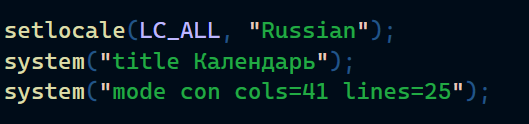 setlocale(LC_ALL, "Russian");
system("title Календарь");
system("mode con cols=41 lines=25");